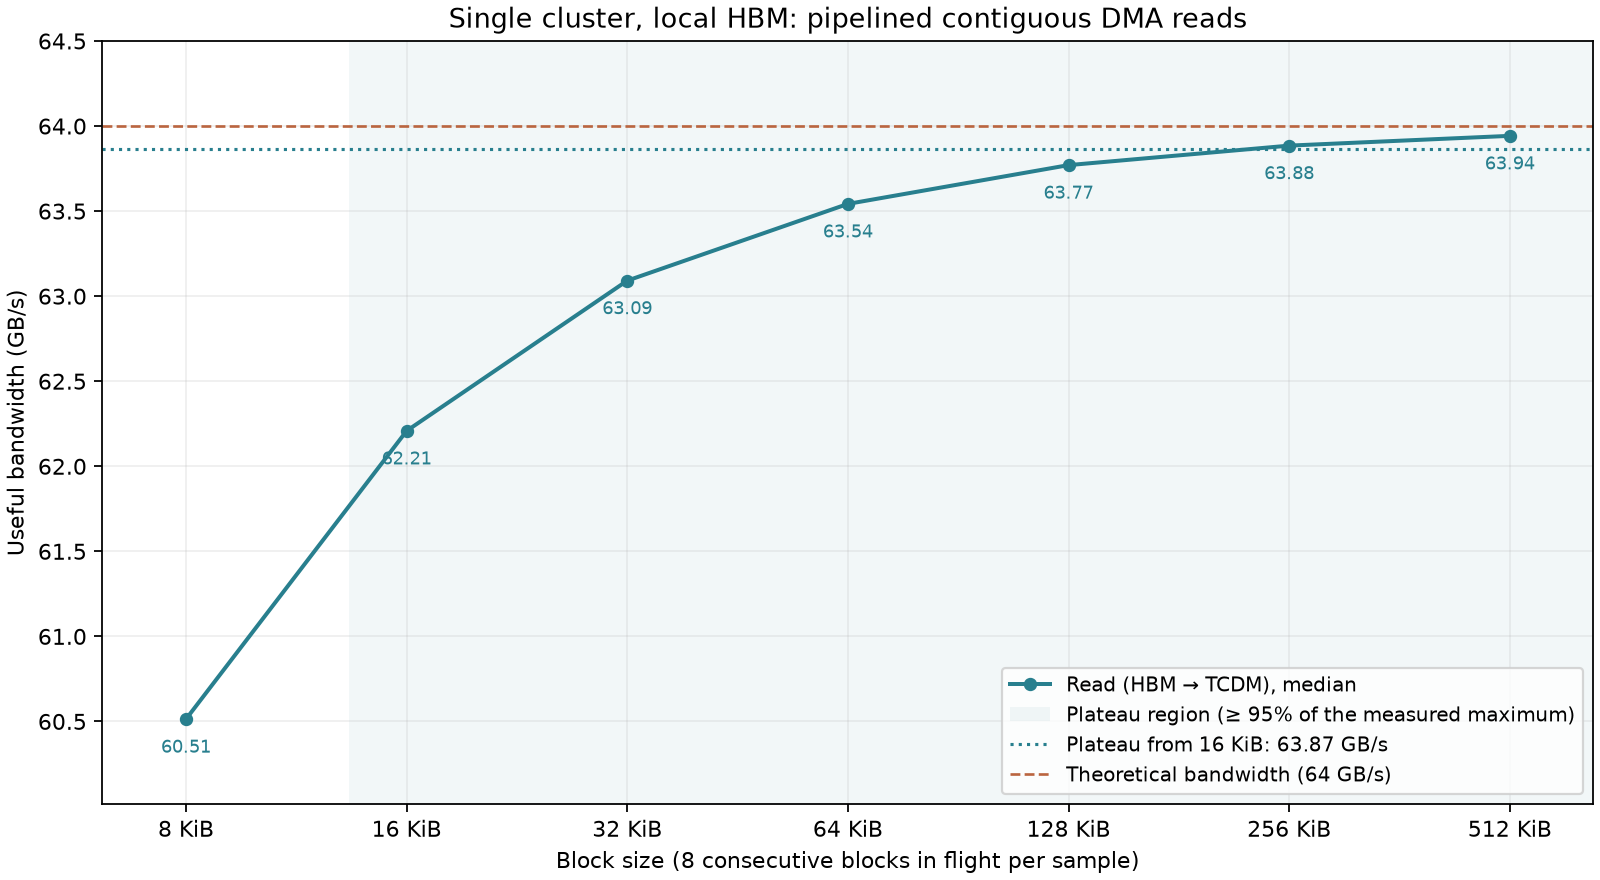 Single cluster, local HBM: pipelined contiguous DMA reads
Useful bandwidth (GB/s)
64.5
64.0
63.5
63.0
62.5
62.0
61.5
61.0
60.5
60.51
62.21
63.09
63.54
63.77
63.88
63.94
Read (HBM → TCDM), median
Plateau region (≥ 95% of the measured maximum)
Plateau from 16 KiB: 63.87 GB/s
Theoretical bandwidth (64 GB/s)
8 KiB
16 KiB
32 KiB
64 KiB
128 KiB
256 KiB
512 KiB
Block size (8 consecutive blocks in flight per sample)